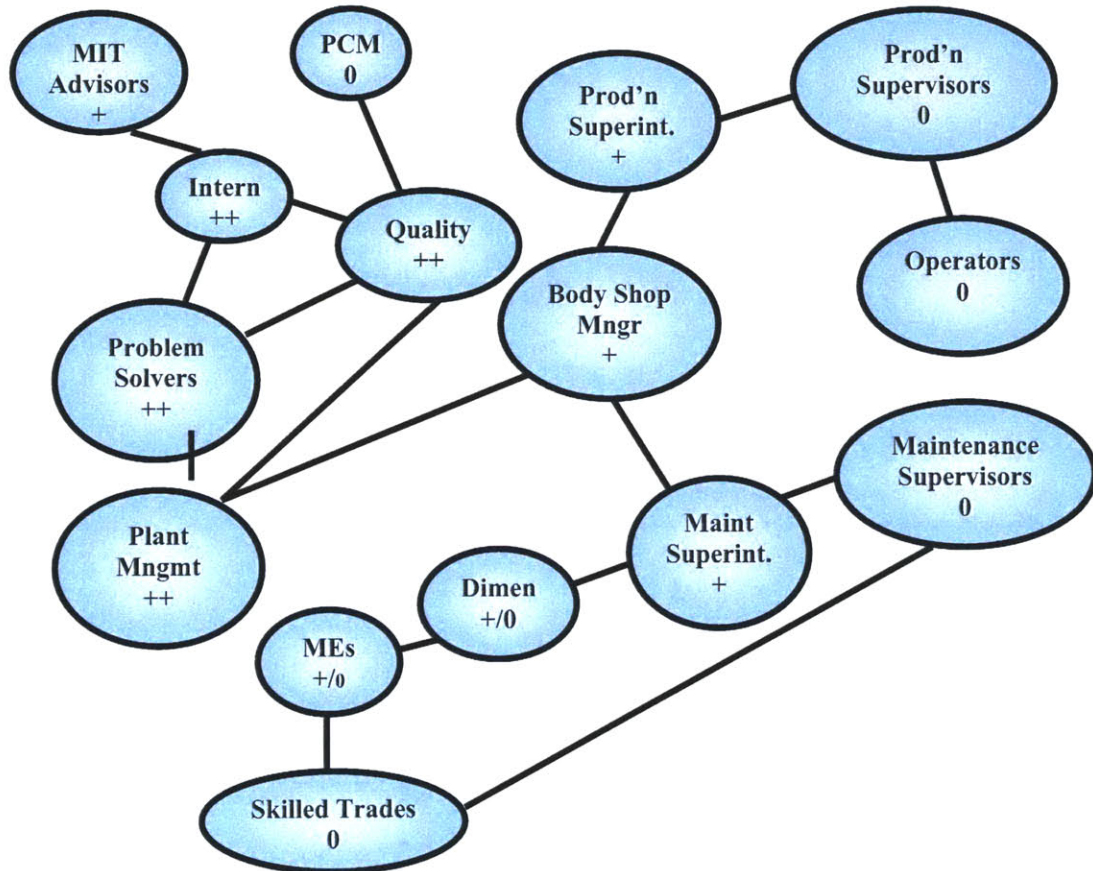 MIT
Advisors
+
PCM
0
Prod'n
Superint.
+
Prod'n
Supervisors
0
Intern
++
Quality
++
Operators
0
Body Shop
Mngr
+
Problem
Solvers
++
Maintenance
Supervisors
0
Plant
Mngmt
++
Maint
Superint.
+
Dimen
+/0
MEs
+/0
Skilled Trades
0